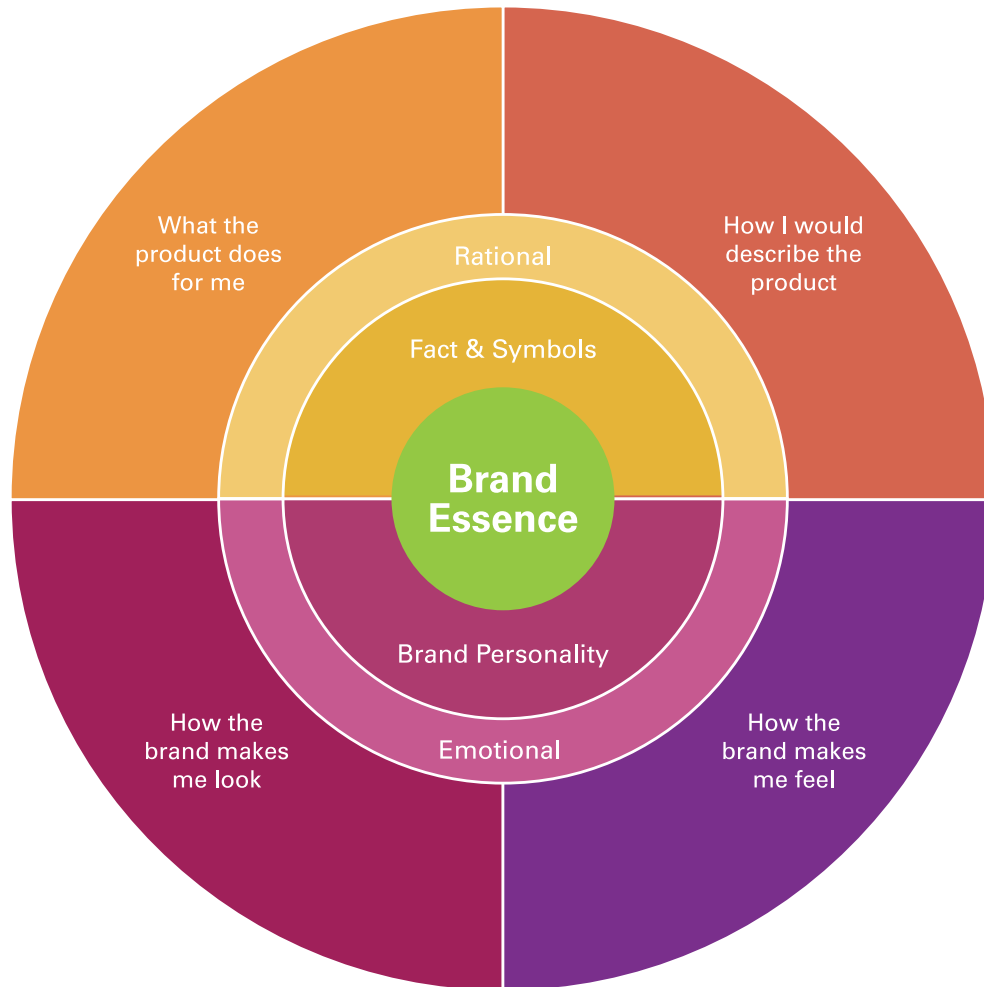 What the
product does
for me
How I would
describe the
product
Rational
Fact & Symbols
Brand
Essence
Brand Personality
Emotional
How the
brand makes
me look
How the
brand makes
me feel